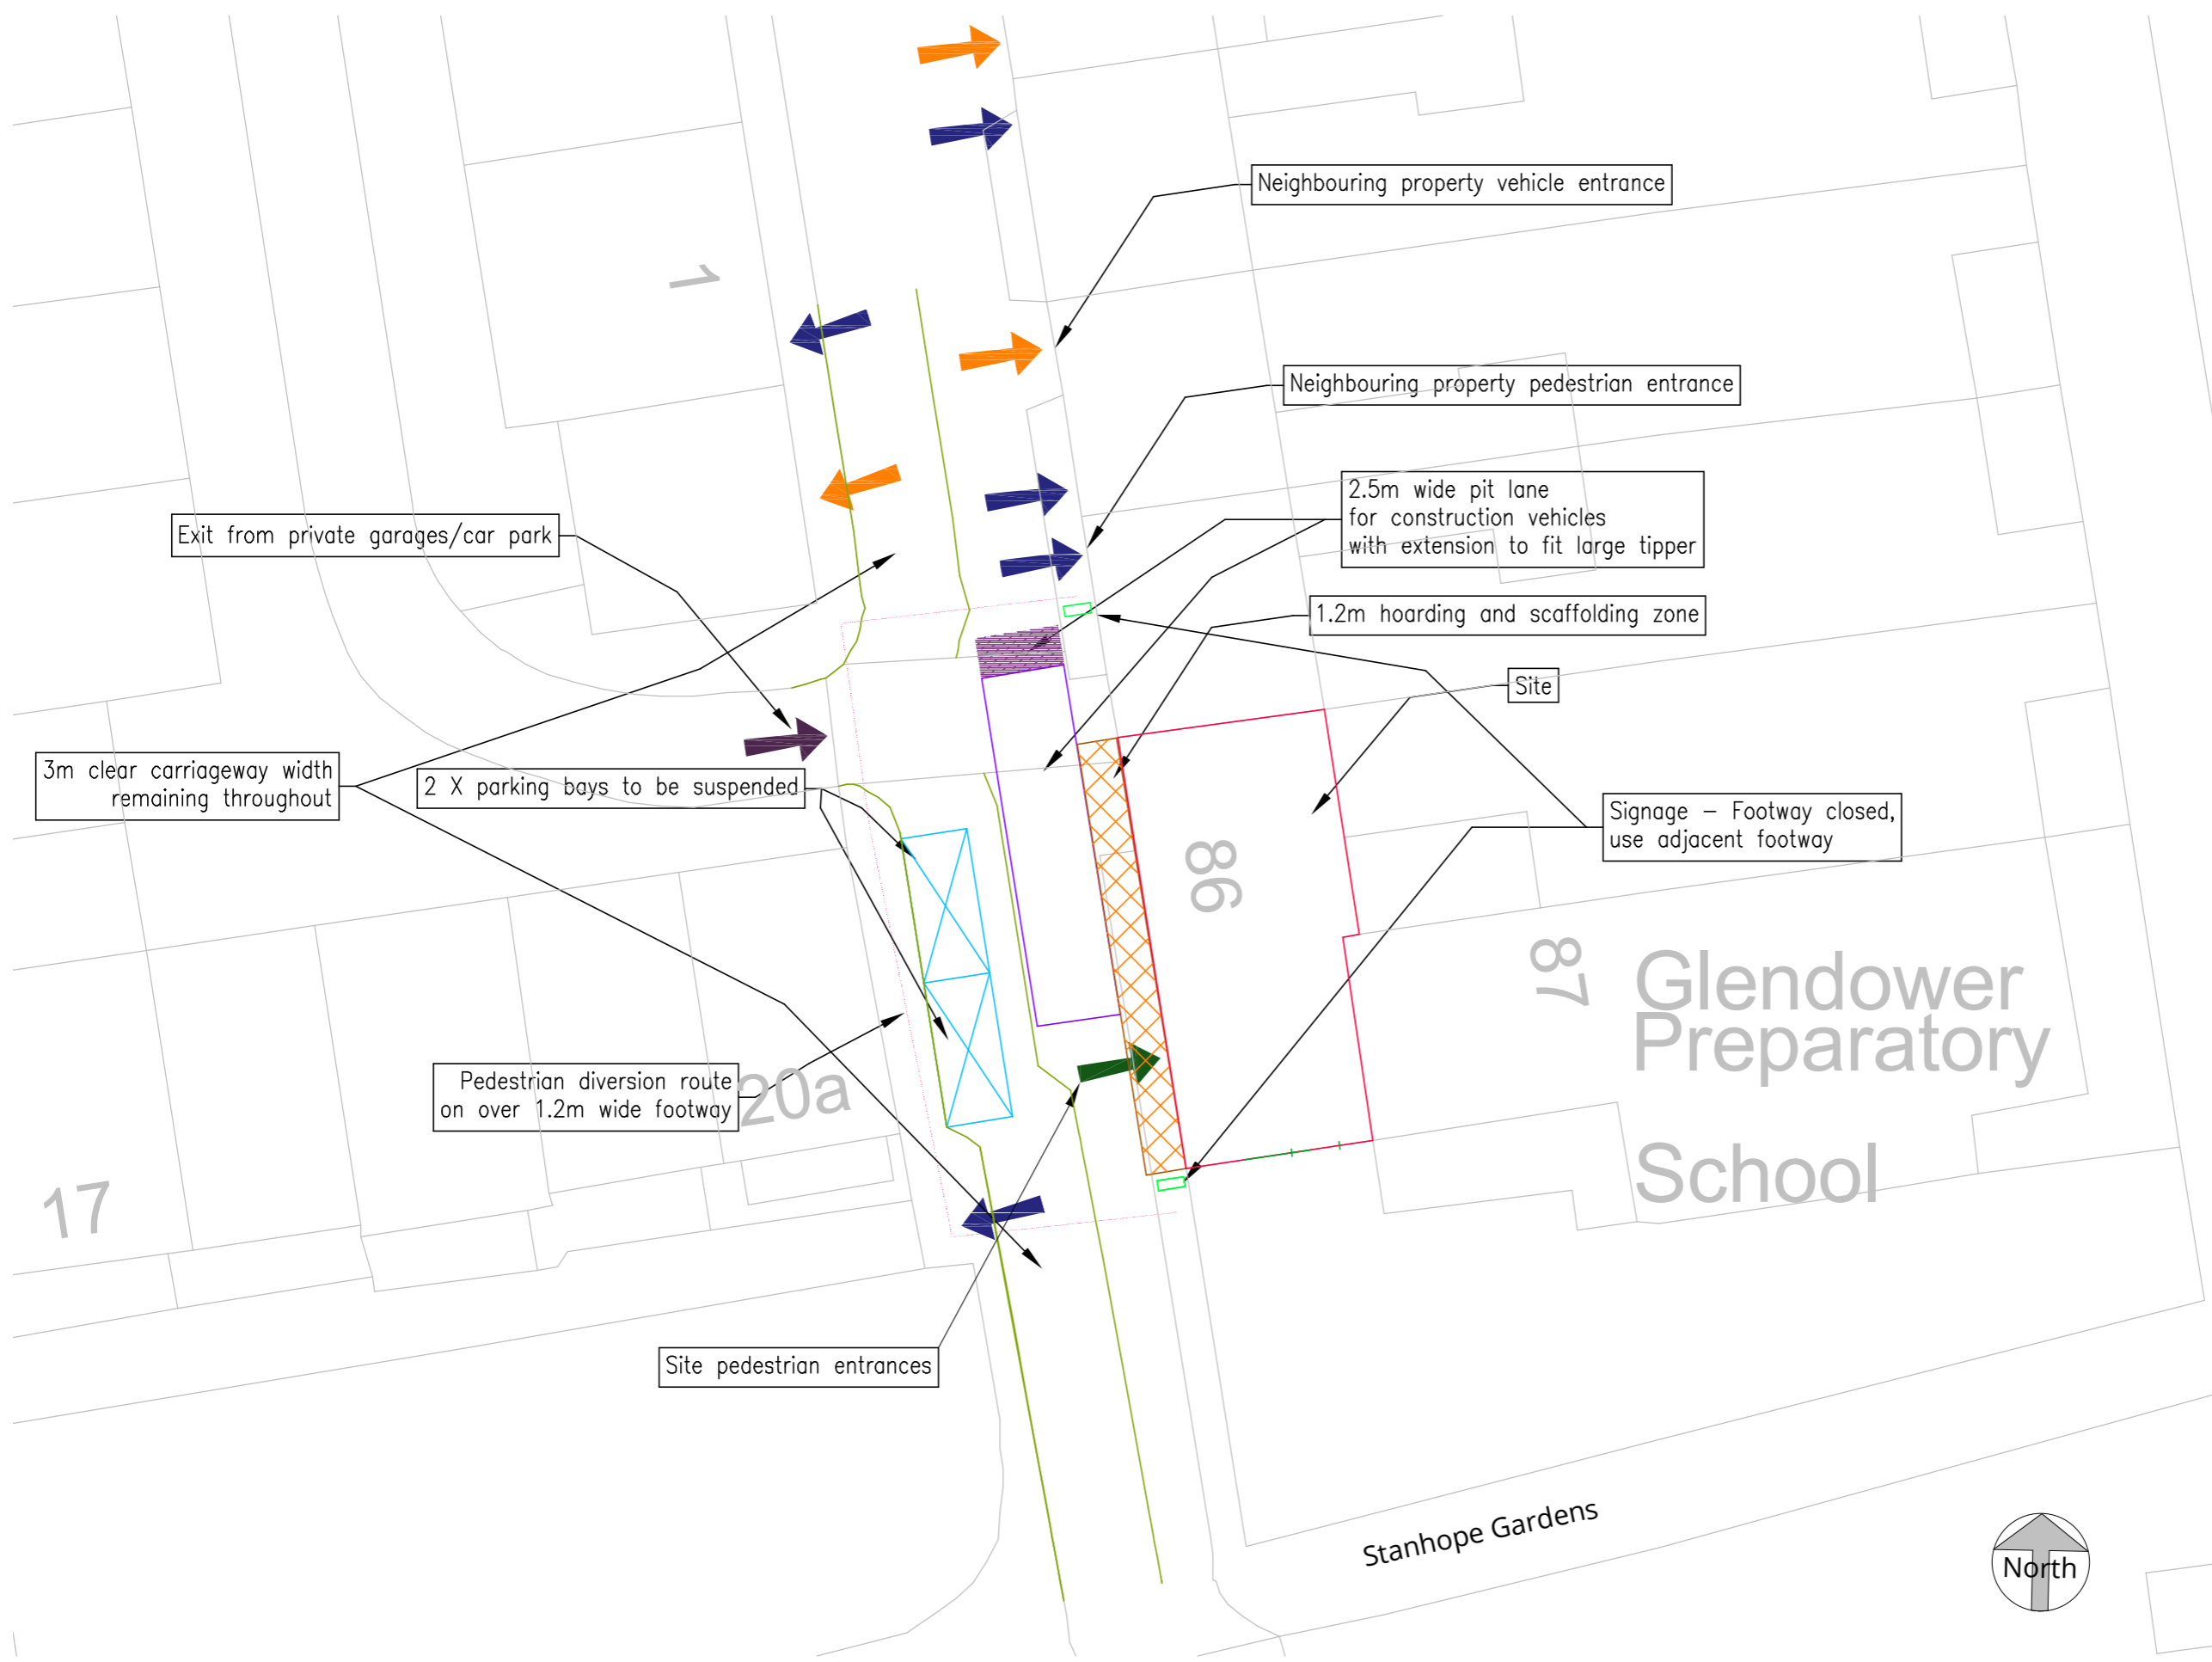 1
Neighbouring property vehicle entrance
Neighbouring property pedestrian entrance
2.5m wide pit lane
for construction vehicles
with extension to fit large tipper
Exit from private garages/car park
1.2m hoarding and scaffolding zone
Site
3m clear carriageway width
remaining throughout
2 X parking bays to be suspended
Signage – Footway closed,
use adjacent footway
86
87
Glendower
Preparatory
School
Pedestrian diversion route
on over 1.2m wide footway
20a
17
Site pedestrian entrances
Stanhope Gardens
North